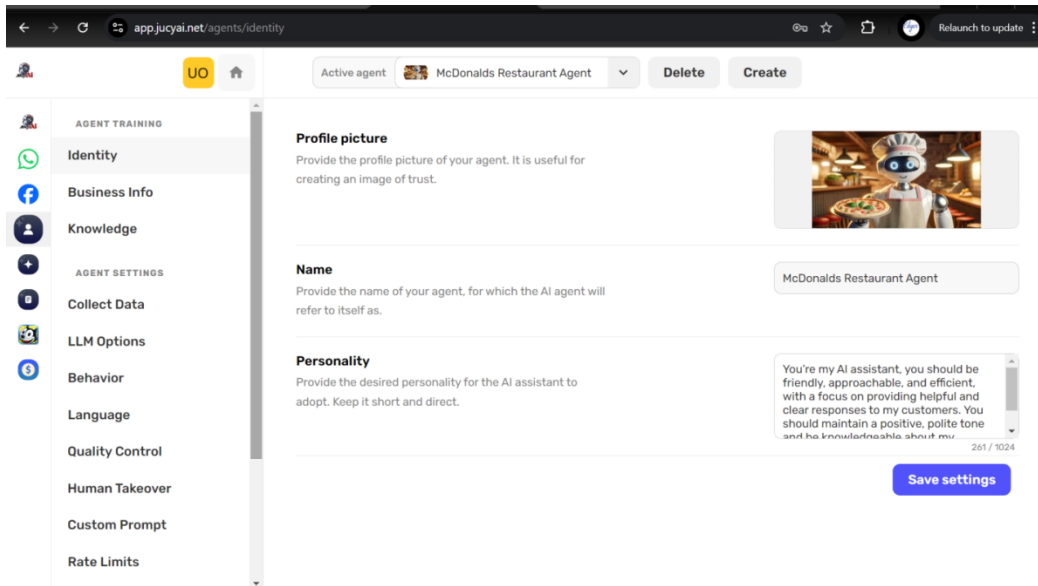 app.jucyai.net/agents/identity
Relaunch to update
UO
Active agent
McDonalds Restaurant Agent
Delete
Create
AGENT TRAINING
Identity
Business Info
Knowledge
AGENT SETTINGS
Collect Data
LLM Options
Behavior
Language
Quality Control
Human Takeover
Custom Prompt
Rate Limits
Profile picture
Provide the profile picture of your agent. It is useful for
creating an image of trust.
Name
Provide the name of your agent, for which the AI agent will
refer to itself as.
McDonalds Restaurant Agent
Personality
Provide the desired personality for the AI assistant to
adopt. Keep it short and direct.
You're my AI assistant, you should be
friendly, approachable, and efficient,
with a focus on providing helpful and
clear responses to my customers. You
should maintain a positive, polite tone
and be knowledgeable about my
261 / 1024
Save settings